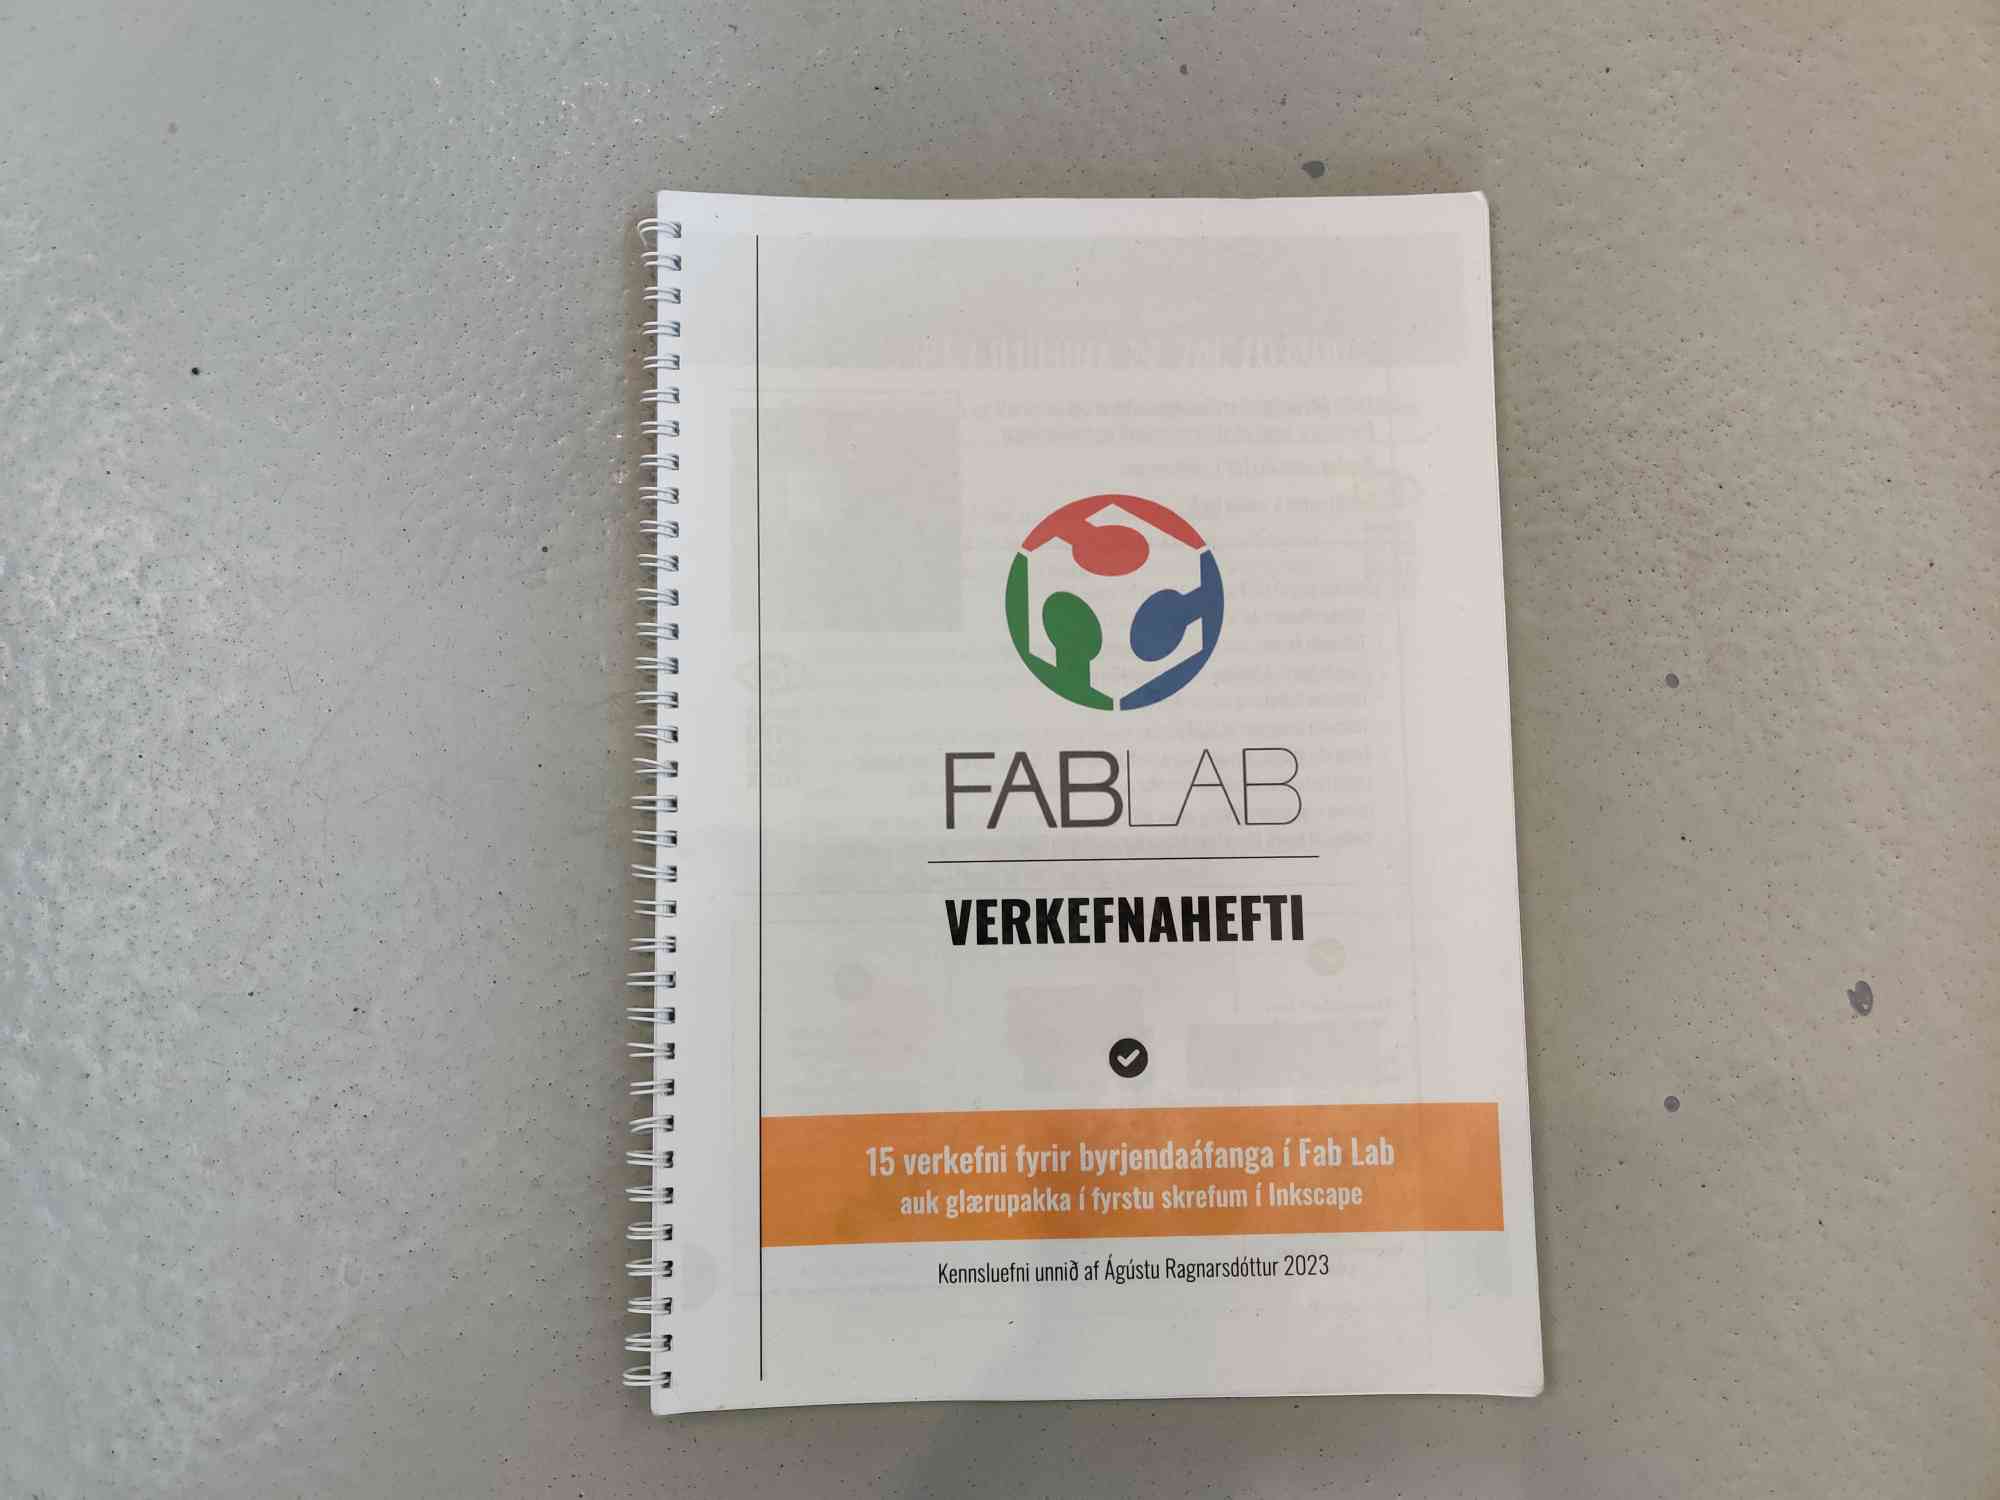 FABLAB
VERKEFNAHEFTI
15 verkefni fyrir byrjendaáfanga í Fab Lab
auk glærupakka í fyrstu skrefum í Inkscape
Kennsluefni unnið af Ágústu Ragnarsdóttur 2023